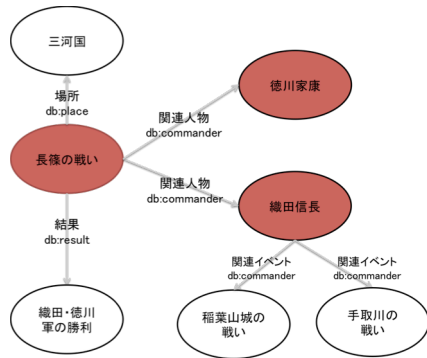 三河国
場所
db:place
関連人物
db:commander
徳川家康
長篠の戦い
関連人物
db:commander
織田信長
結果
db:result
関連イベント
db:commander
関連イベント
db:commander
織田・徳川
軍の勝利
稲葉山城の
戦い
手取川の
戦い